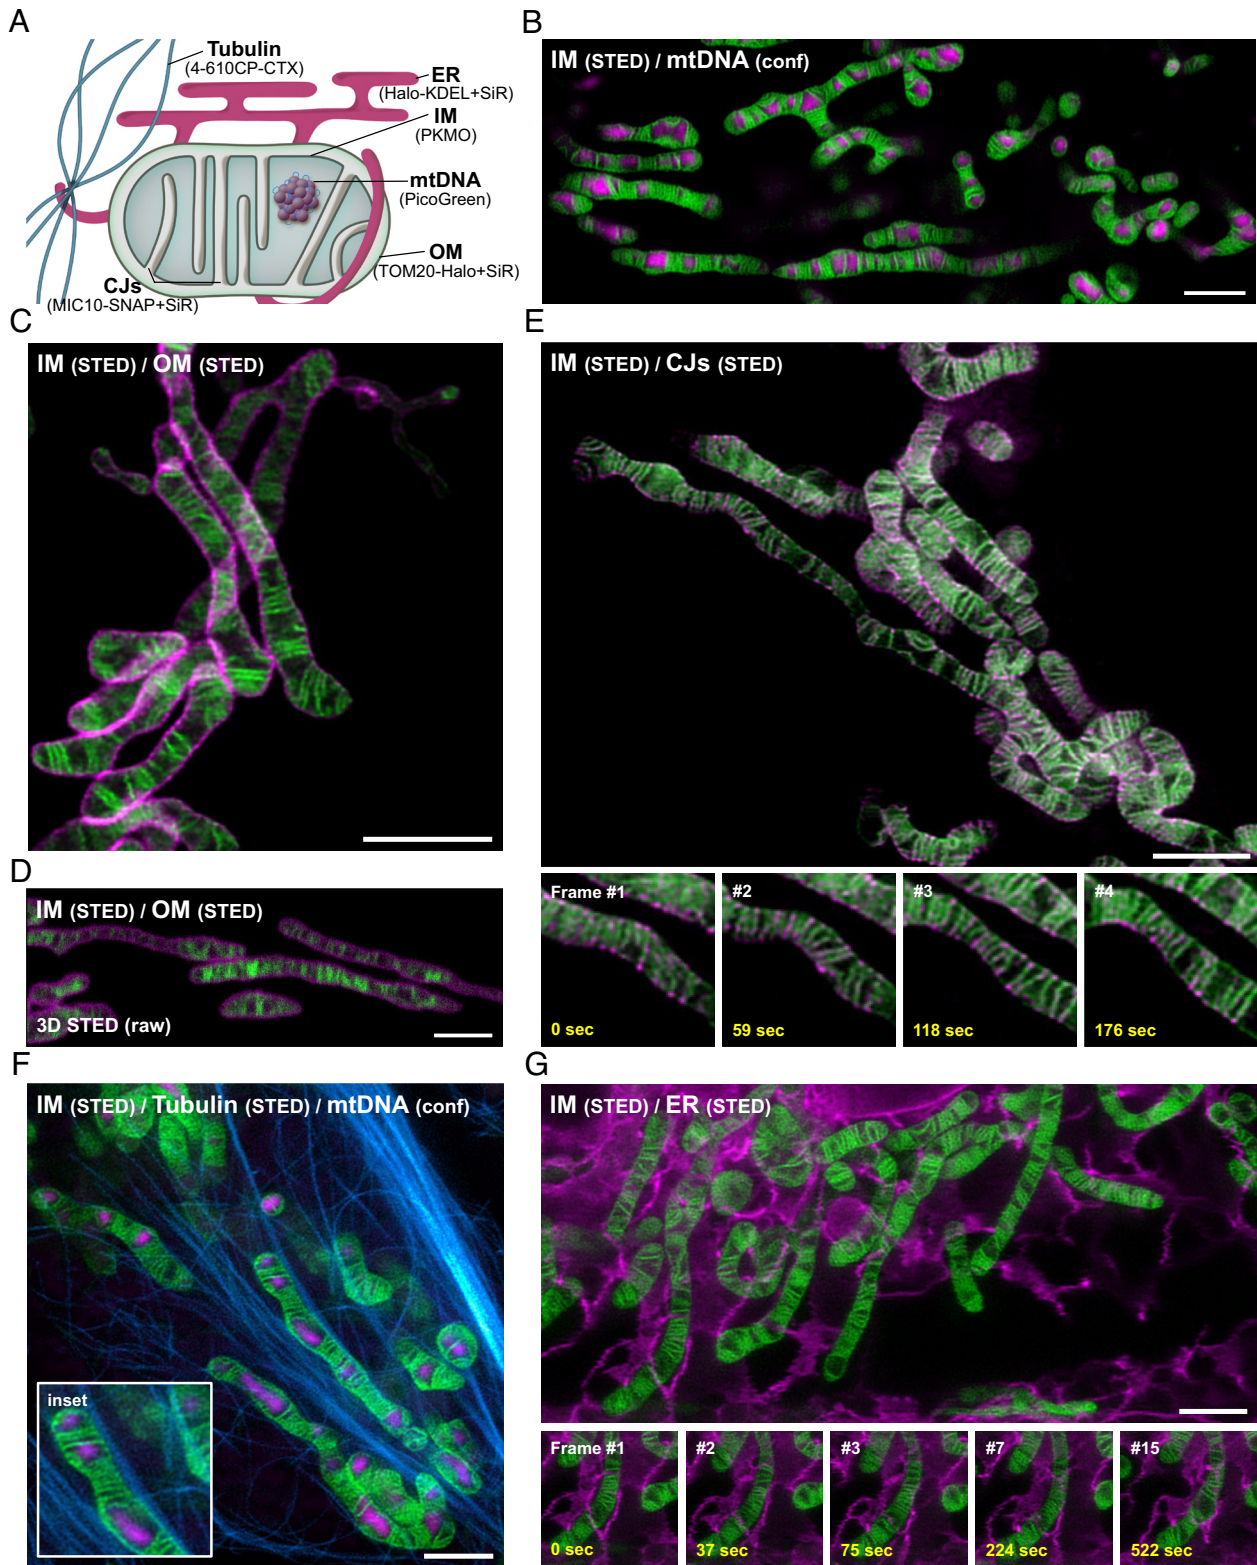 A
Tubulin
(4-610CP-CTX)
ER
(Halo-KDEL+SiR)
IM
(PKMO)
mtDNA
(PicoGreen)
OM
(TOM20-Halo+SiR)
CJs
(MIC10-SNAP+SiR)
B
IM (STED) / mtDNA (conf)
C
IM (STED) / OM (STED)
D
IM (STED) / OM (STED)
3D STED (raw)
E
IM (STED) / CJs (STED)
Frame #1
0 sec
#2
59 sec
#3
118 sec
#4
176 sec
F
IM (STED) / Tubulin (STED) / mtDNA (conf)
inset
G
IM (STED) / ER (STED)
Frame #1
0 sec
#2
37 sec
#3
75 sec
#7
224 sec
#15
522 sec